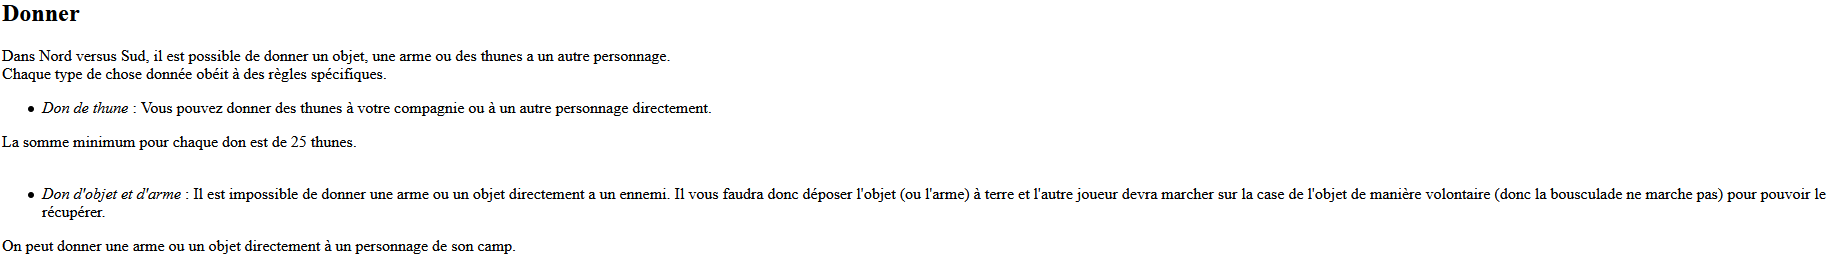 Donner
Dans Nord versus Sud, il est possible de donner un objet, une arme ou des thunes a un autre personnage.
Chaque type de chose donnée obéit à des règles spécifiques.
• Don de thune : Vous pouvez donner des thunes à votre compagnie ou à un autre personnage directement.
La somme minimum pour chaque don est de 25 thunes.
• Don d'objet et d'arme : Il est impossible de donner une arme ou un objet directement a un ennemi. Il vous faudra donc déposer l'objet (ou l'arme) à terre et l'autre joueur devra marcher sur la case de l'objet de manière volontaire (donc la bousculade ne marche pas) pour pouvoir le
récupérer.
On peut donner une arme ou un objet directement à un personnage de son camp.